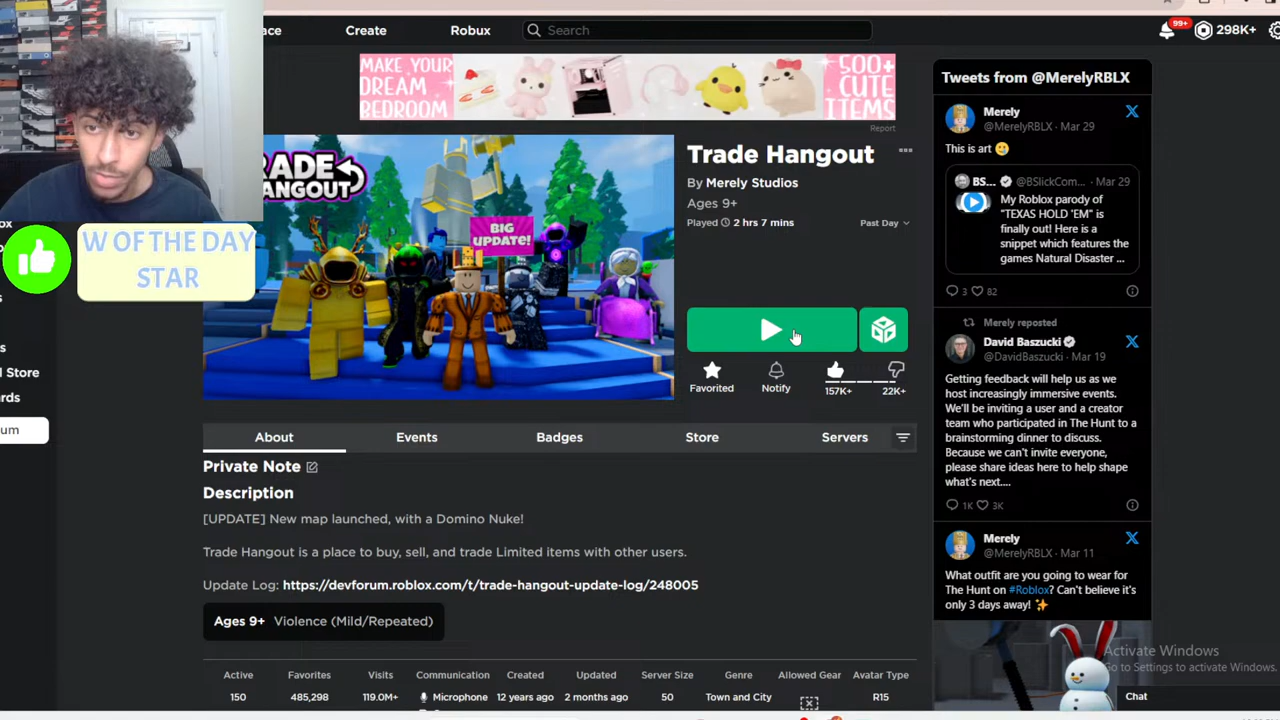 ace
Create
Robux
Search
99+
298K+
MAKE YOUR
DREAM
BEDROOM
500+
CUTE
ITEMS
Report
RADE
HANGOUT
BIG
UPDATE!
Trade Hangout
By Merely Studios
Ages 9+
Played 2 hrs 7 mins
Past Day
Favorited
Notify
157K+
22K+
W OF THE DAY
STAR
ox
s
s
d Store
rds
um
About
Events
Badges
Store
Servers
Private Note
Description
[UPDATE] New map launched, with a Domino Nuke!
Trade Hangout is a place to buy, sell, and trade Limited items with other users.
Update Log: https://devforum.roblox.com/t/trade-hangout-update-log/248005
Ages 9+ Violence (Mild/Repeated)
Active
Favorites
Visits
Communication
Created
Updated
Server Size
Genre
Allowed Gear
Avatar Type
150
485,298
119.0M+
Microphone
12 years ago
2 months ago
50
Town and City
R15
Tweets from @MerelyRBLX
Merely
@MerelyRBLX · Mar 29
This is art
BS... @BSlickCom... · Mar 29
My Roblox parody of
"TEXAS HOLD 'EM" is
finally out! Here is a
snippet which features the
games Natural Disaster ...
3 82
Merely reposted
David Baszucki
@DavidBaszucki · Mar 19
Getting feedback will help us as we
host increasingly immersive events.
We'll be inviting a user and a creator
team who participated in The Hunt to a
brainstorming dinner to discuss.
Because we can't invite everyone,
please share ideas here to help shape
what's next....
1K 3K
Merely
@MerelyRBLX · Mar 11
What outfit are you going to wear for
The Hunt on #Roblox? Can't believe it's
only 3 days away!
Activate Windows
Go to Settings to activate Windows.
Chat